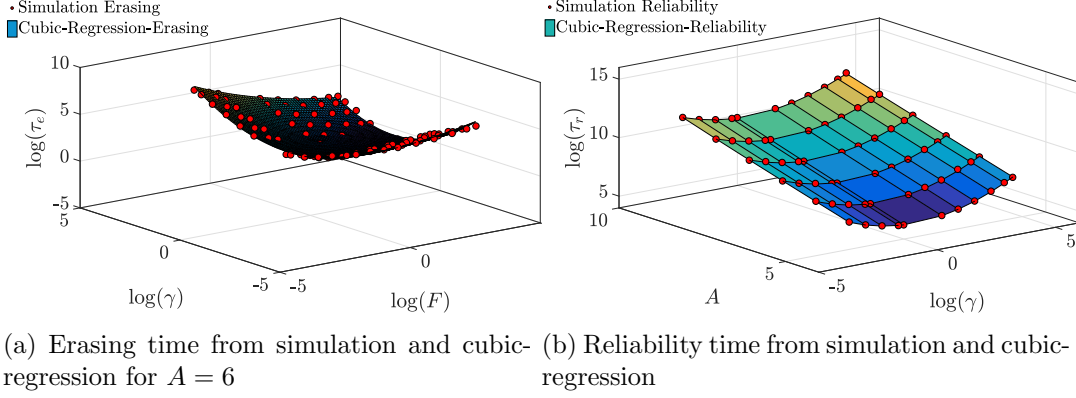 Simulation Erasing
Cubic-Regression-Erasing
10
5
0
-5
log(τ_e)
5
0
-5
log(γ)
-5
0
log(F)
Simulation Reliability
Cubic-Regression-Reliability
15
10
5
log(τ_r)
10
5
A
-5
0
5
log(γ)
(a) Erasing time from simulation and cubic-
regression for A = 6
(b) Reliability time from simulation and cubic-
regression